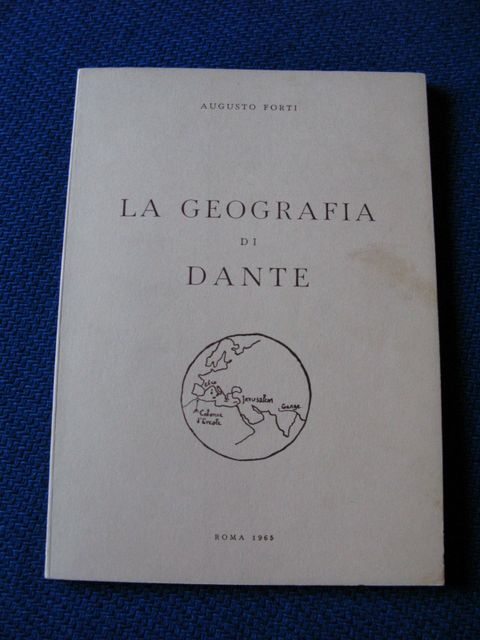 AUGUSTO FORTI
LA GEOGRAFIA
DI
DANTE
Jerusalem
Gange
Colonne
d'Ercole
ROMA 1965